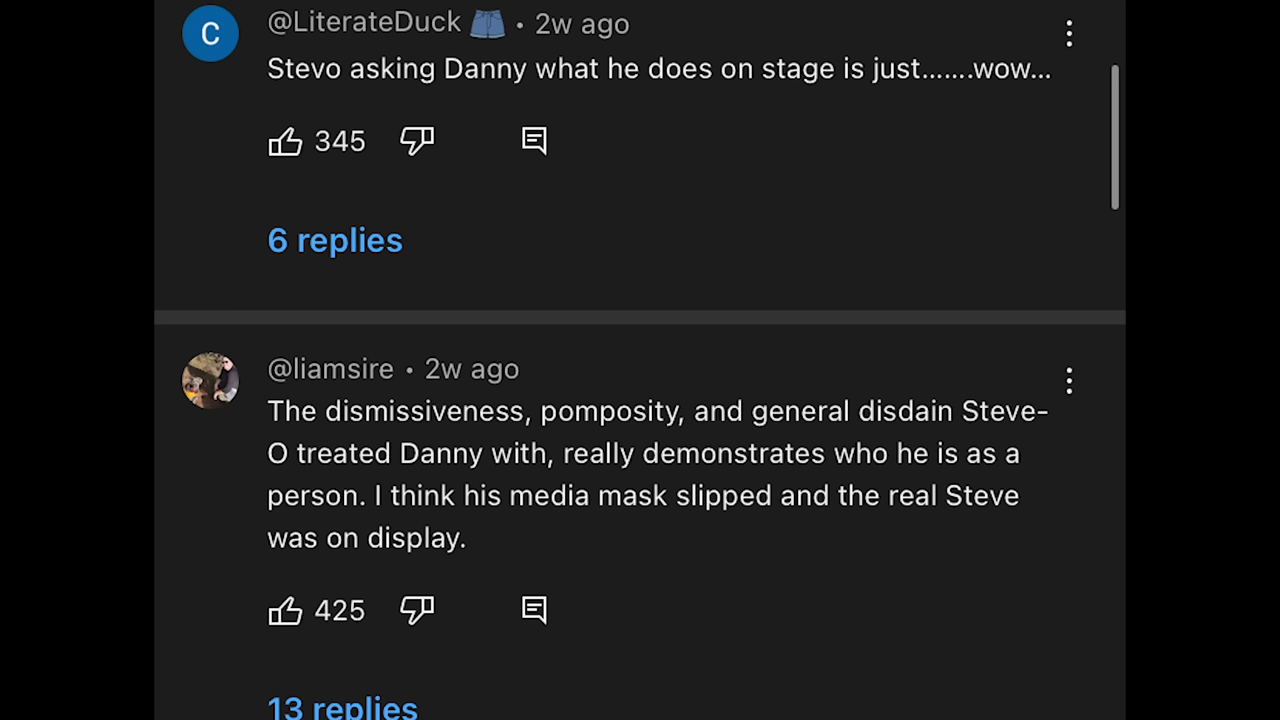 C
@LiterateDuck 🩳 • 2w ago
Stevo asking Danny what he does on stage is just.......wow...
345
6 replies
@liamsire • 2w ago
The dismissiveness, pomposity, and general disdain Steve-
O treated Danny with, really demonstrates who he is as a
person. I think his media mask slipped and the real Steve
was on display.
425
13 replies